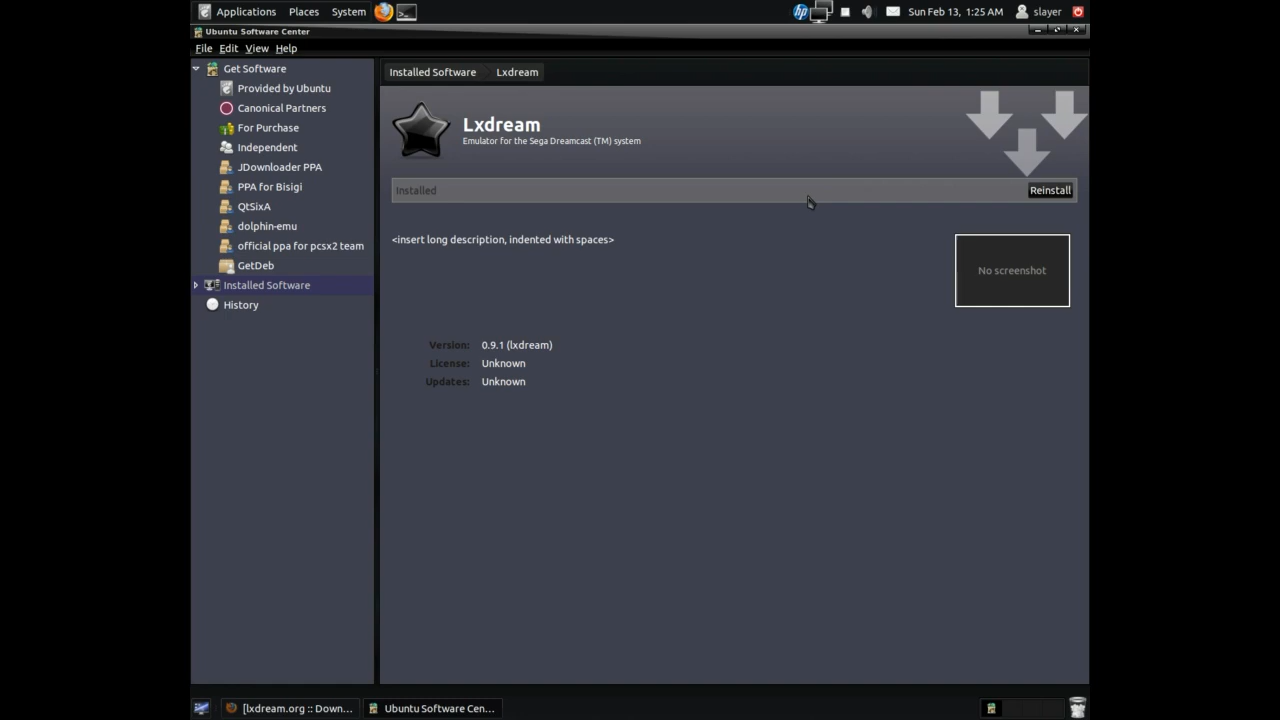 Applications Places System
hp
Sun Feb 13, 1:25 AM slayer
Ubuntu Software Center
File Edit View Help
Get Software
Provided by Ubuntu
Canonical Partners
For Purchase
Independent
JDownloader PPA
PPA for Bisigi
QtSixA
dolphin-emu
official ppa for pcsx2 team
GetDeb
Installed Software
History
Installed Software Lxdream
Lxdream
Emulator for the Sega Dreamcast (TM) system
Installed
Reinstall
<insert long description, indented with spaces>
No screenshot
Version: 0.9.1 (lxdream)
License: Unknown
Updates: Unknown
[lxdream.org :: Down... Ubuntu Software Cen...